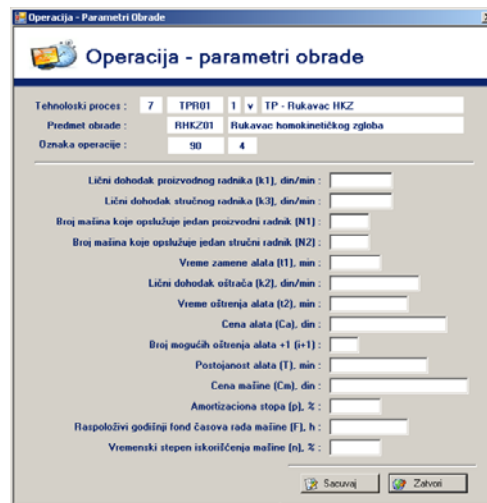 Operacija - Parametri Obrade
Operacija - parametri obrade
Tehnoloski proces : 7 TPR01 1 v TP - Rukavac HKZ
Predmet obrade : RHKZ01 Rukavac homokinetičkog zgloba
Oznaka operacije : 90 4
Lični dohodak proizvodnog radnika (k1), din/min :
Lični dohodak stručnog radnika (k3), din/min :
Broj mašina koje opslužuje jedan proizvodni radnik (N1) :
Broj mašina koje opslužuje jedan stručni radnik (N2) :
Vreme zamene alata (t1), min :
Lični dohodak oštrača (k2), din/min :
Vreme oštrenja alata (t2), min :
Cena alata (Ca), din :
Broj mogućih oštrenja alata +1 (i+1) :
Postojanost alata (T), min :
Cena mašine (Cm), din :
Amortizaciona stopa (p), % :
Raspoloživi godišnji fond časova rada mašine (F), h :
Vremenski stepen iskorišćenja mašine (n), % :
Sacuvaj Zatvori